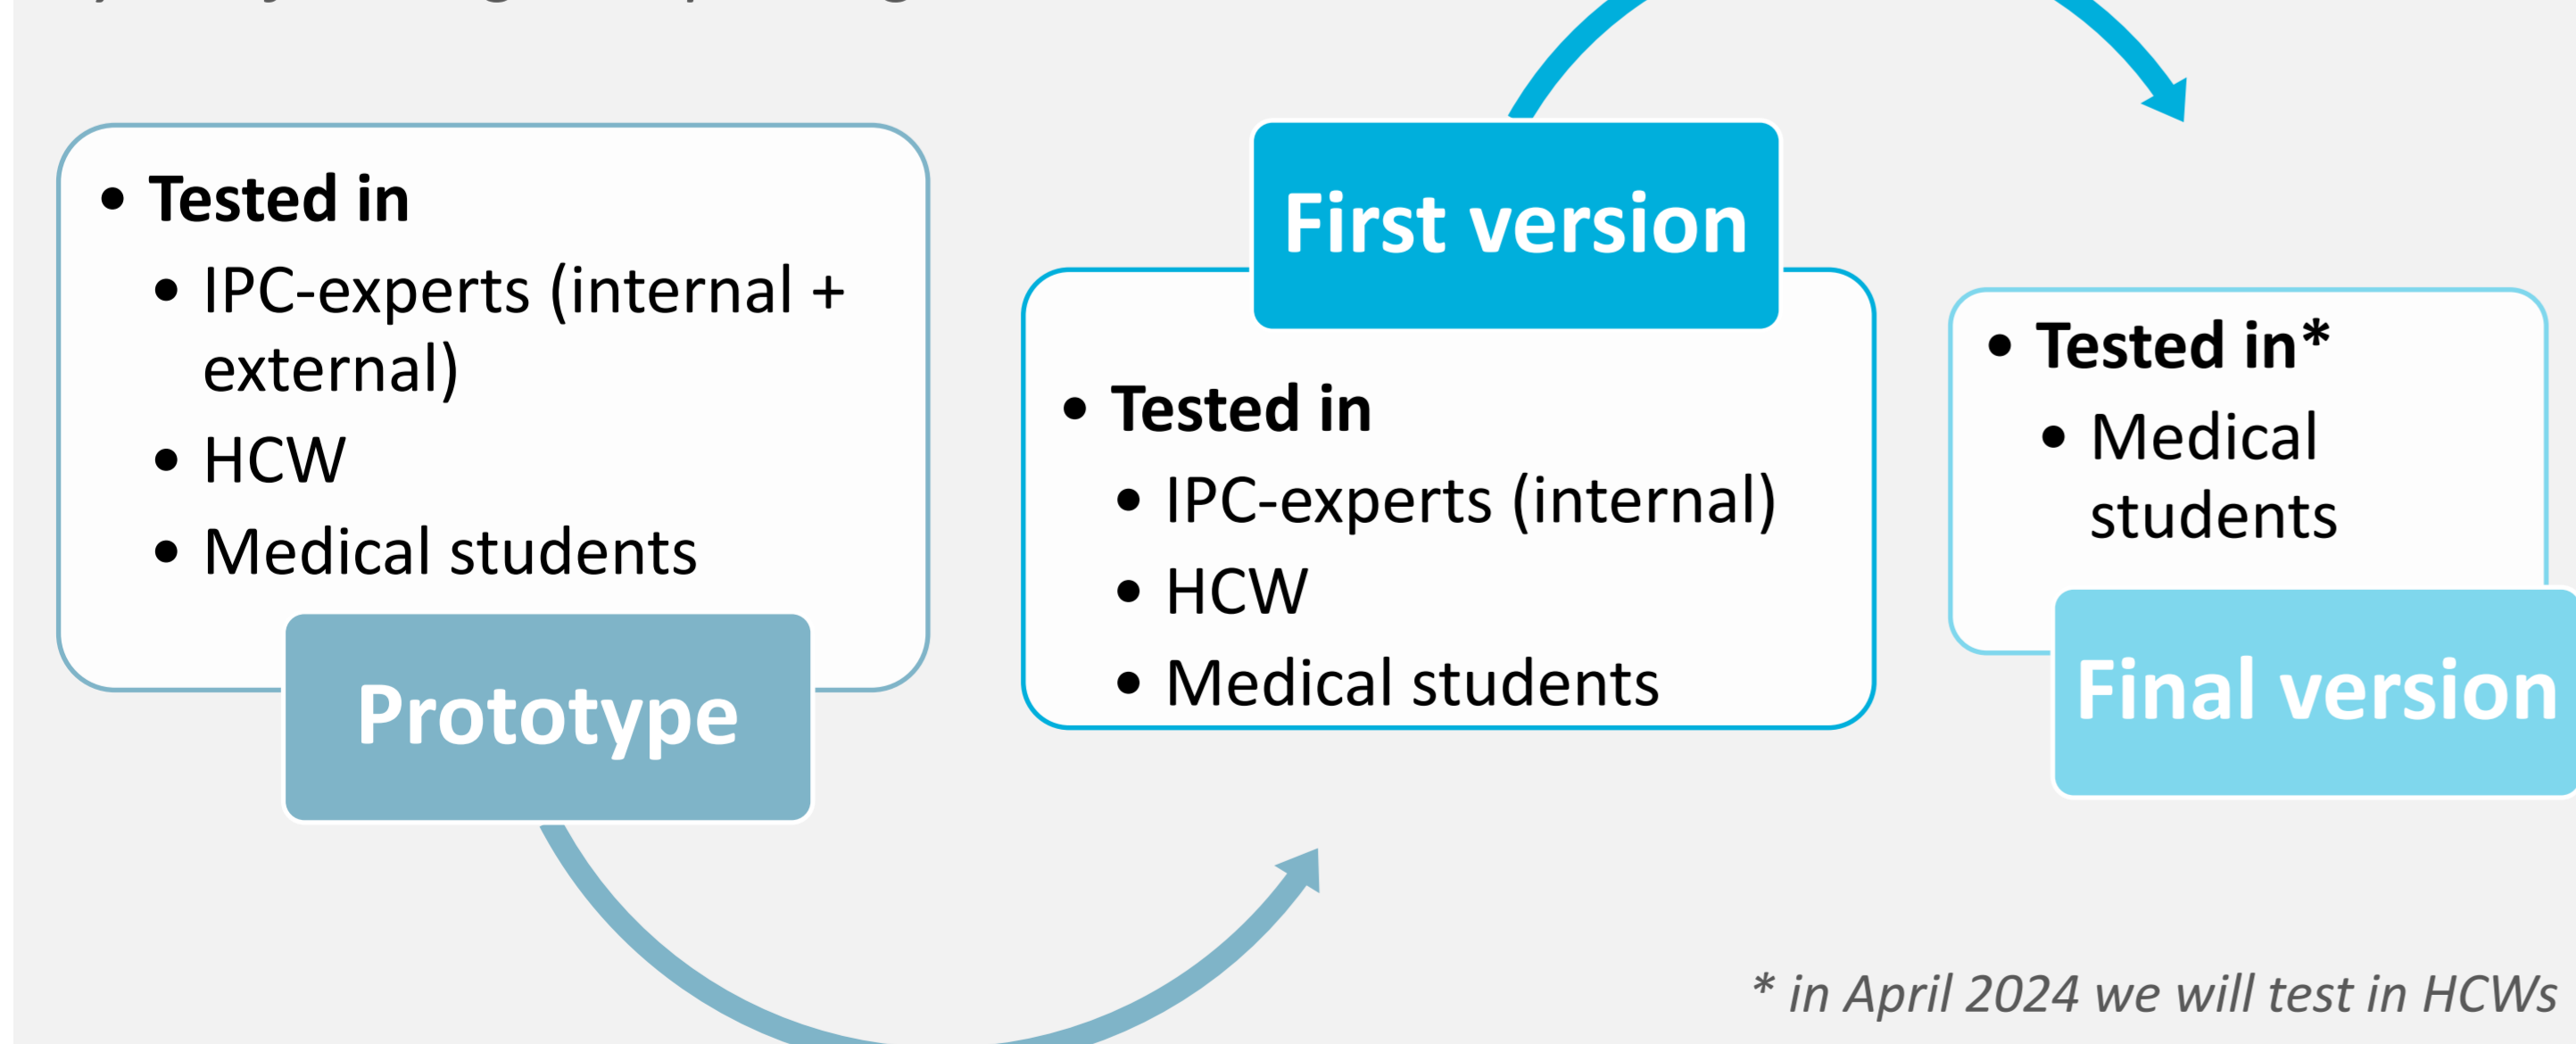 • Tested in
• IPC-experts (internal +
external)
• HCW
• Medical students
Prototype
First version
• Tested in
• IPC-experts (internal)
• HCW
• Medical students
• Tested in*
• Medical
students
Final version
* in April 2024 we will test in HCWs